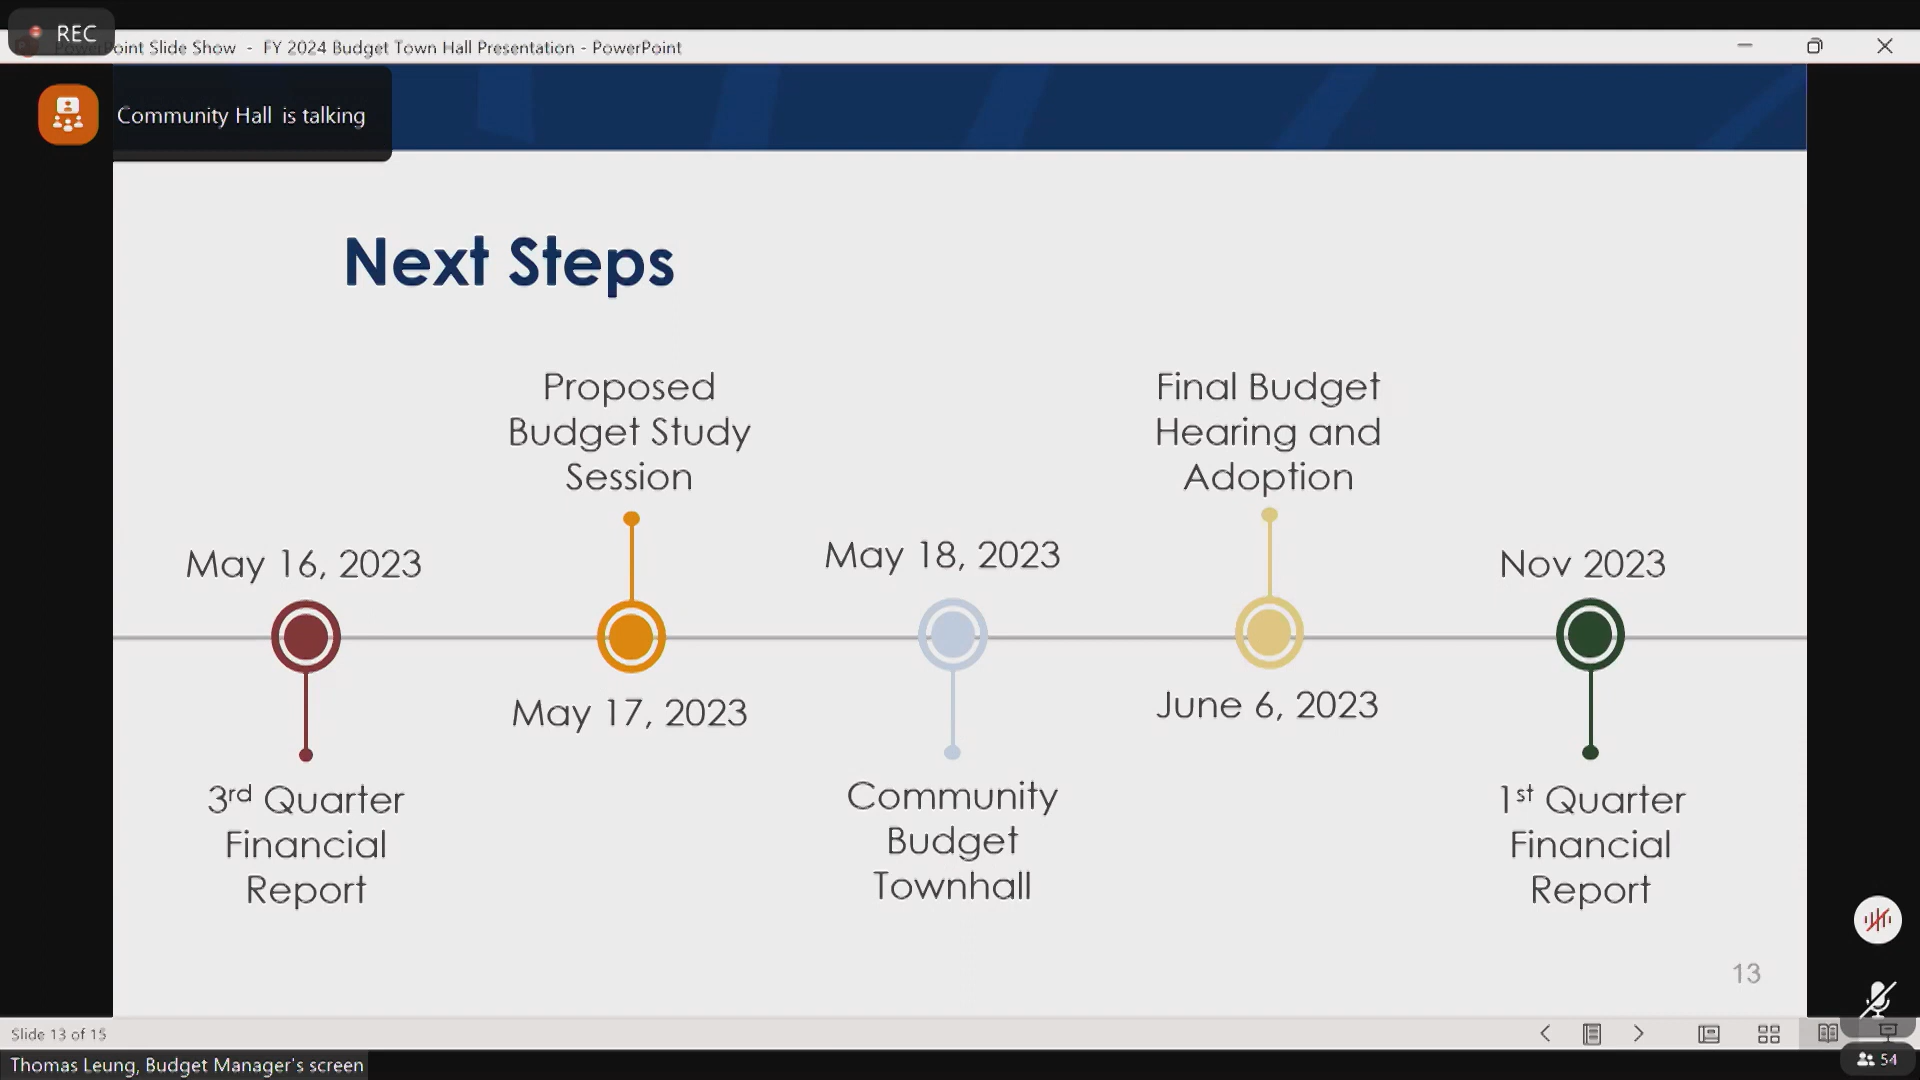 REC
PowerPoint Slide Show - FY 2024 Budget Town Hall Presentation - PowerPoint
Community Hall is talking
Next Steps
Proposed
Budget Study
Session
Final Budget
Hearing and
Adoption
May 16, 2023
May 18, 2023
Nov 2023
May 17, 2023
June 6, 2023
3rd Quarter
Financial
Report
Community
Budget
Townhall
1st Quarter
Financial
Report
13
Slide 13 of 15
Thomas Leung, Budget Manager's screen
54